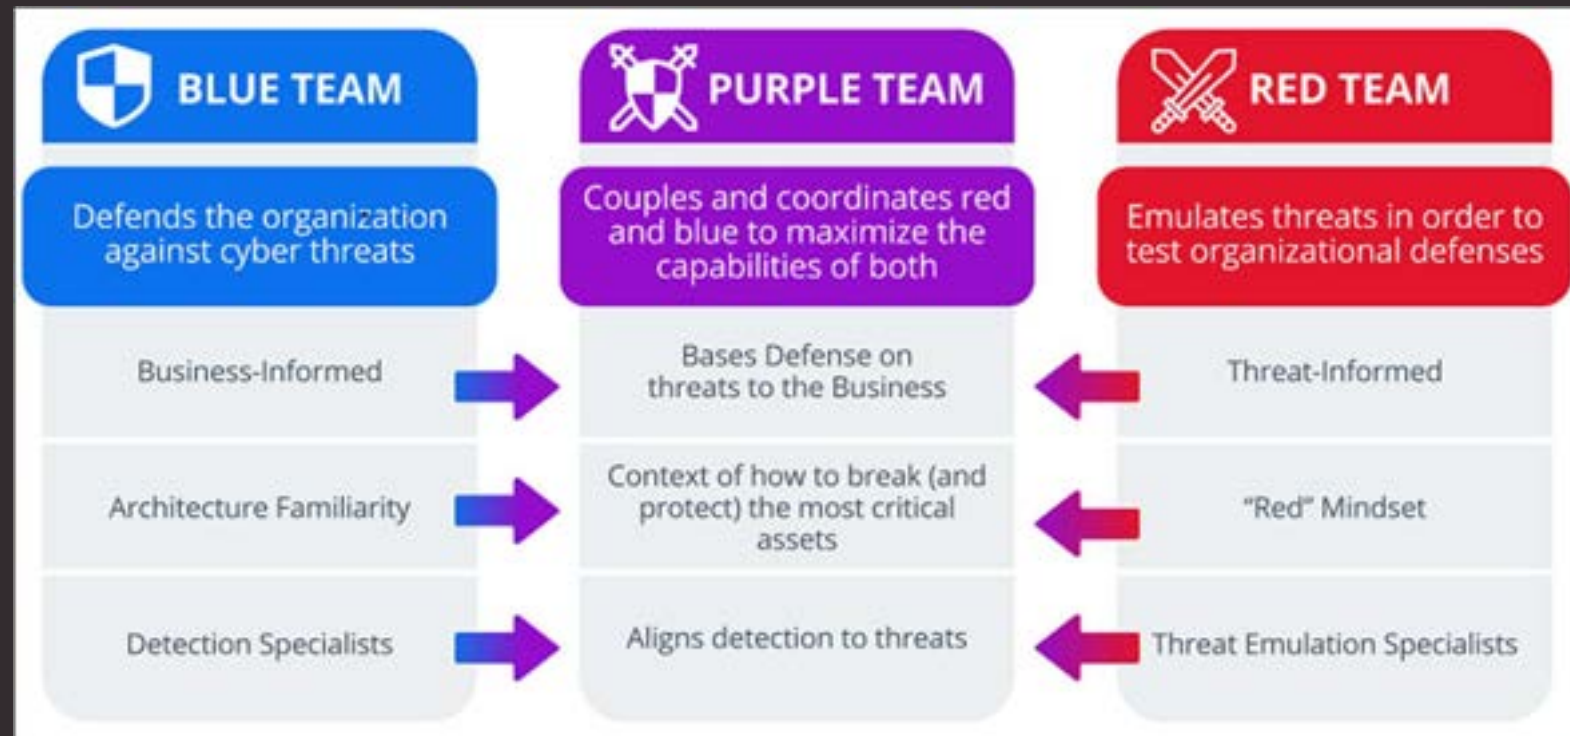 BLUE TEAM
Defends the organization
against cyber threats
Business-Informed
Architecture Familiarity
Detection Specialists
PURPLE TEAM
Couples and coordinates red
and blue to maximize the
capabilities of both
Bases Defense on
threats to the Business
Context of how to break (and
protect) the most critical
assets
Aligns detection to threats
RED TEAM
Emulates threats in order to
test organizational defenses
Threat-Informed
“Red” Mindset
Threat Emulation Specialists